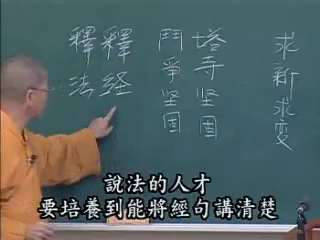 求新求变
塔寺坚固
鬥争坚固
釋经
釋法
說法的人才
要培養到能將經句講清楚